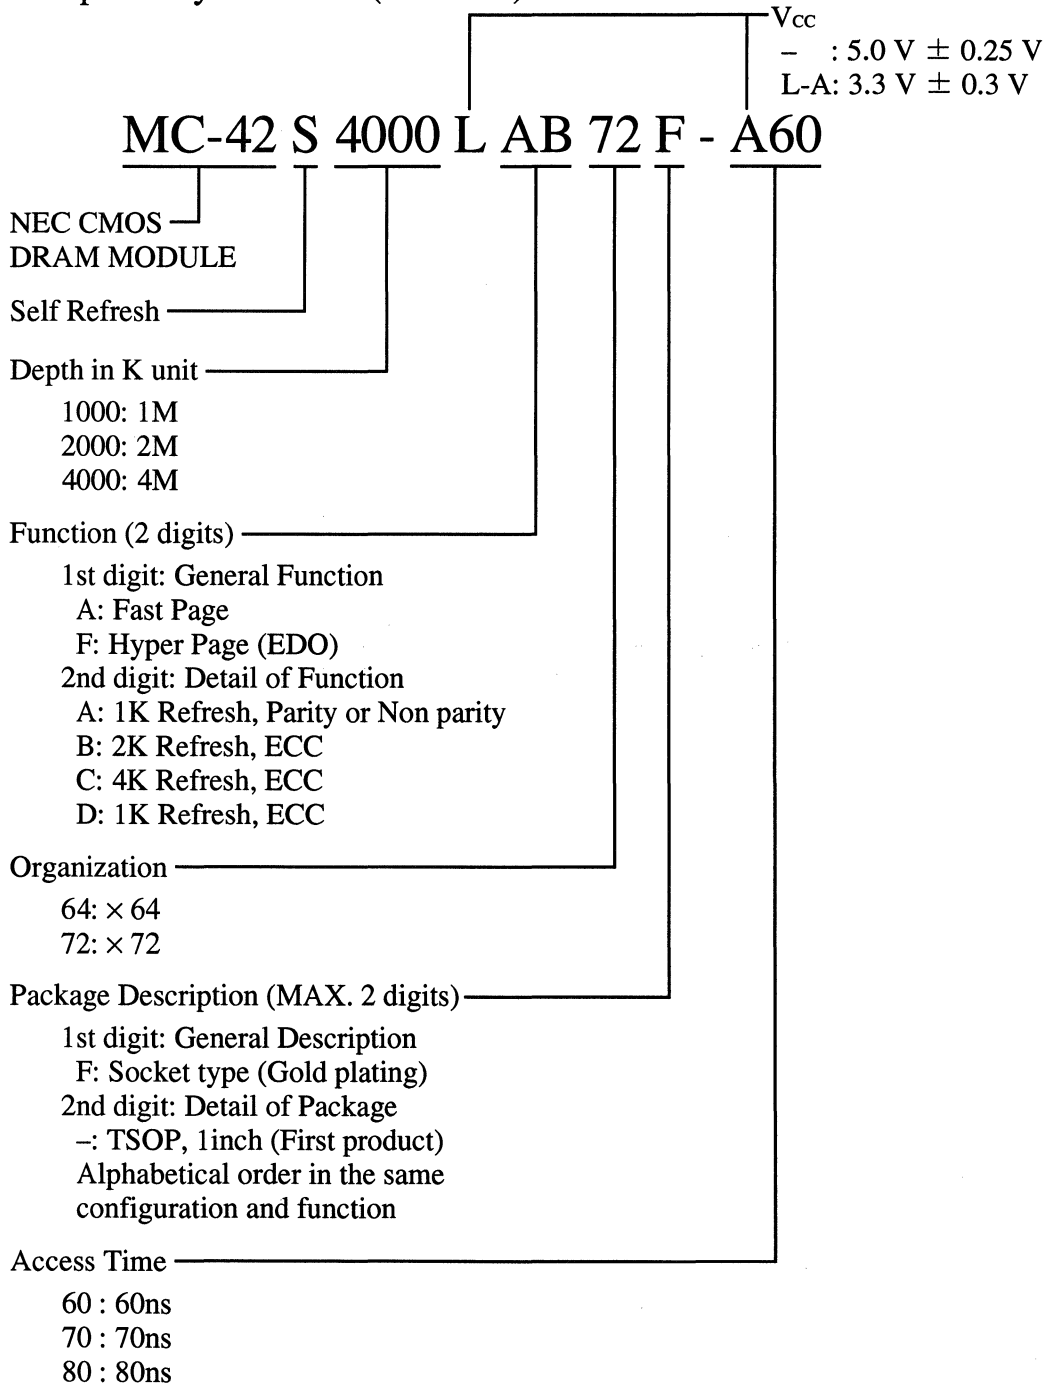 Vcc
– : 5.0 V ± 0.25 V
L-A: 3.3 V ± 0.3 V
MC-42 S 4000 L AB 72 F - A60
NEC CMOS
DRAM MODULE
Self Refresh
Depth in K unit
1000: 1M
2000: 2M
4000: 4M
Function (2 digits)
1st digit: General Function
A: Fast Page
F: Hyper Page (EDO)
2nd digit: Detail of Function
A: 1K Refresh, Parity or Non parity
B: 2K Refresh, ECC
C: 4K Refresh, ECC
D: 1K Refresh, ECC
Organization
64: × 64
72: × 72
Package Description (MAX. 2 digits)
1st digit: General Description
F: Socket type (Gold plating)
2nd digit: Detail of Package
–: TSOP, 1inch (First product)
Alphabetical order in the same
configuration and function
Access Time
60 : 60ns
70 : 70ns
80 : 80ns